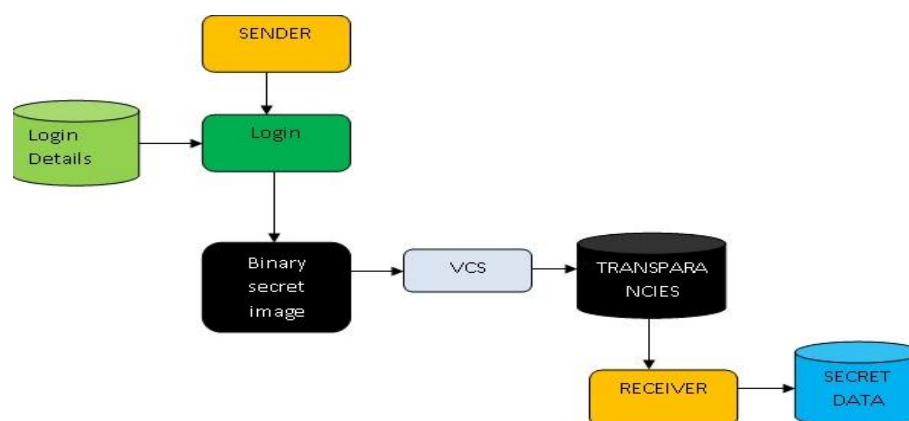 SENDER
Login
Login
Details
Binary
secret
image
VCS
TRANSPARA
NCIES
RECEIVER
SECRET
DATA